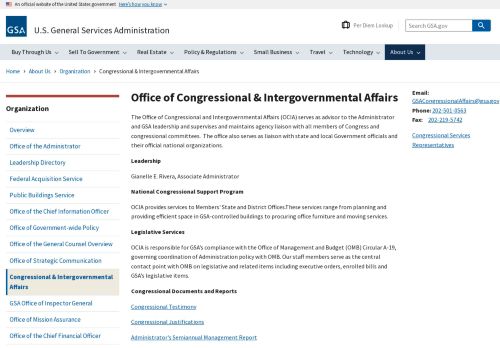 An official website of the United States government Here's how you know
GSA
U.S. General Services Administration
Per Diem Lookup
Search GSA.gov
Buy Through Us
Sell To Government
Real Estate
Policy & Regulations
Small Business
Travel
Technology
About Us
Home › About Us › Organization › Congressional & Intergovernmental Affairs
Organization
Overview
Office of the Administrator
Leadership Directory
Federal Acquisition Service
Public Buildings Service
Office of the Chief Information Officer
Office of Government-wide Policy
Office of the General Counsel Overview
Office of Strategic Communication
Congressional & Intergovernmental
Affairs
GSA Office of Inspector General
Office of Mission Assurance
Office of the Chief Financial Officer
Office of Congressional & Intergovernmental Affairs
The Office of Congressional and Intergovernmental Affairs (OCIA) serves as advisor to the Administrator
and GSA leadership and supervises and maintains agency liaison with all members of Congress and
congressional committees. The office also serves as liaison with state and local Government officials and
their official national organizations.
Leadership
Gianelle E. Rivera, Associate Administrator
National Congressional Support Program
OCIA provides services to Members' State and District Offices.These services range from planning and
providing efficient space in GSA-controlled buildings to procuring office furniture and moving services.
Legislative Services
OCIA is responsible for GSA's compliance with the Office of Management and Budget (OMB) Circular A-19,
governing coordination of Administration policy with OMB. Our staff members serve as the central
contact point with OMB on legislative and related items including executive orders, enrolled bills and
GSA's legislative items.
Congressional Documents and Reports
Congressional Testimony
Congressional Justifications
Administrator's Semiannual Management Report
Email:
GSACongressionalAffairs@gsa.gov
Phone: 202-501-0563
Fax: 202-219-5742
Congressional Services
Representatives